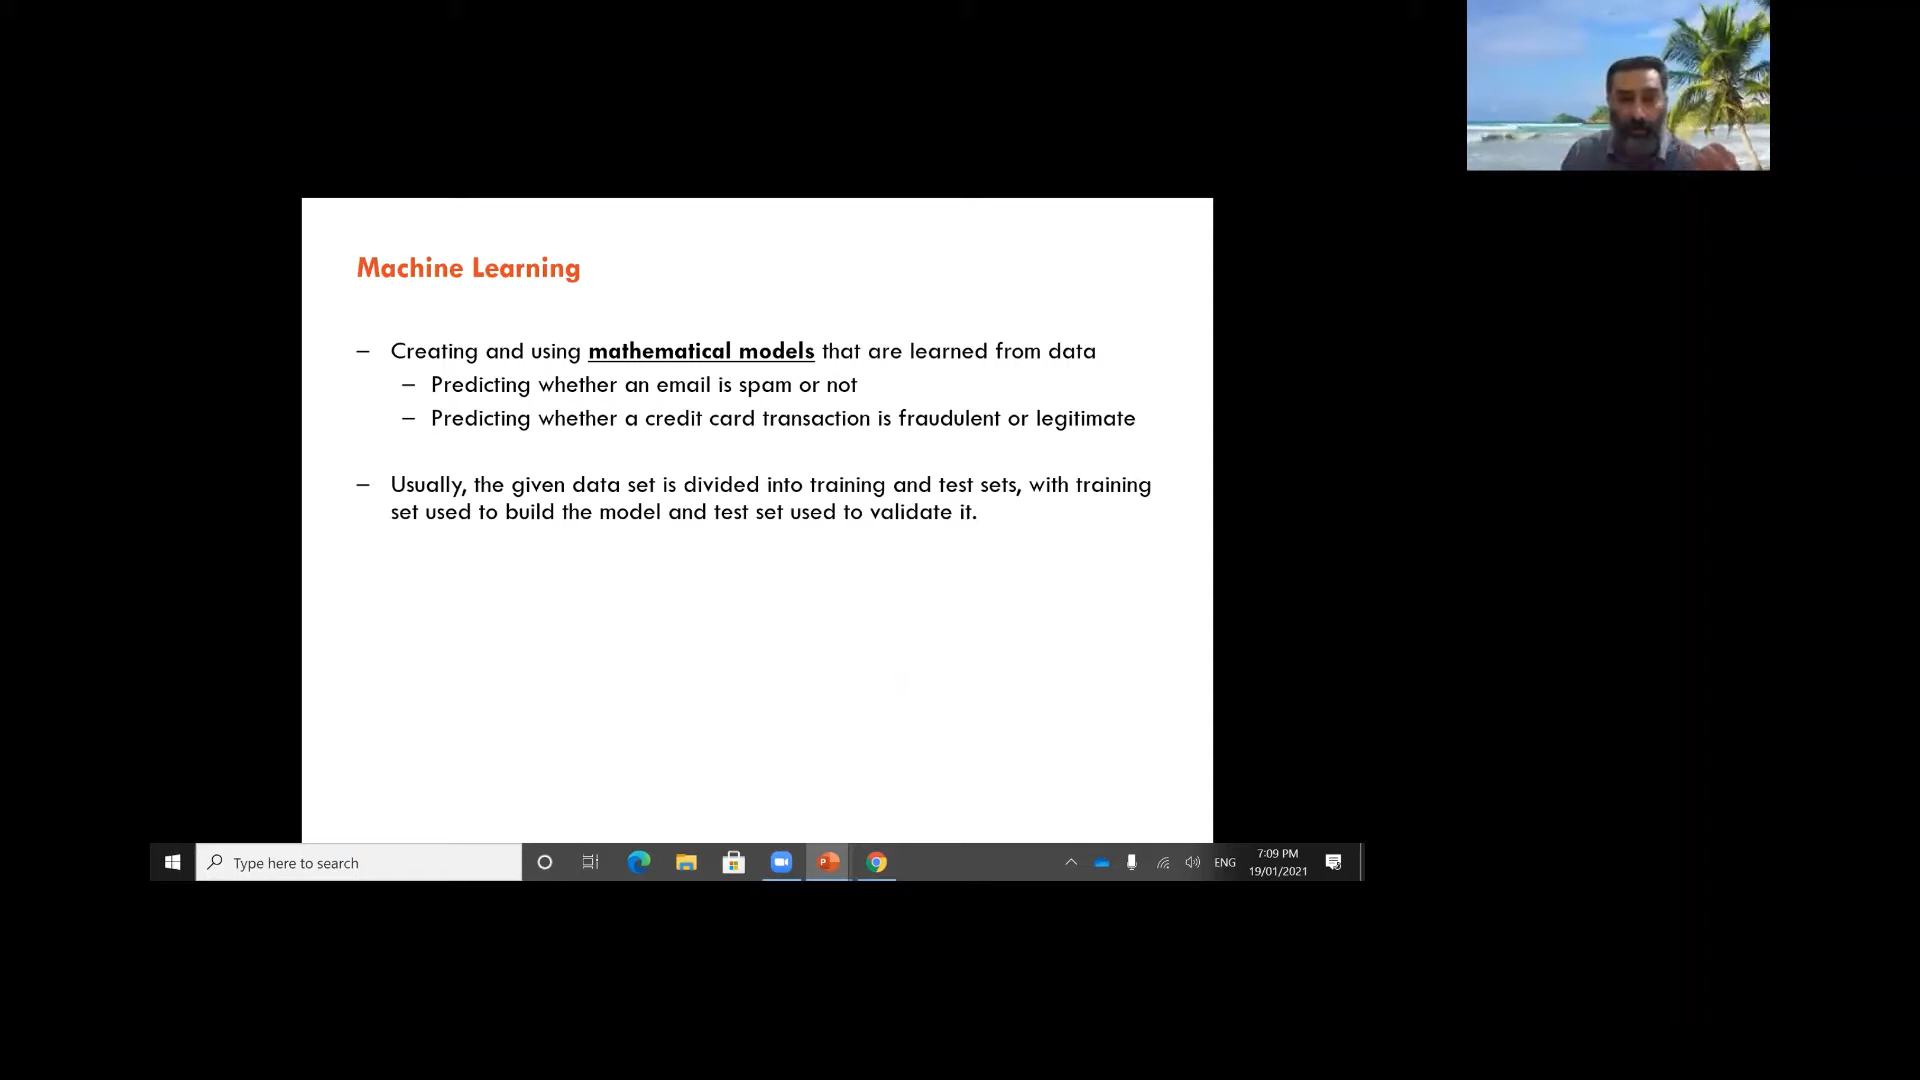 Machine Learning
– Creating and using mathematical models that are learned from data
– Predicting whether an email is spam or not
– Predicting whether a credit card transaction is fraudulent or legitimate
– Usually, the given data set is divided into training and test sets, with training
set used to build the model and test set used to validate it.
Type here to search
ENG
7:09 PM
19/01/2021